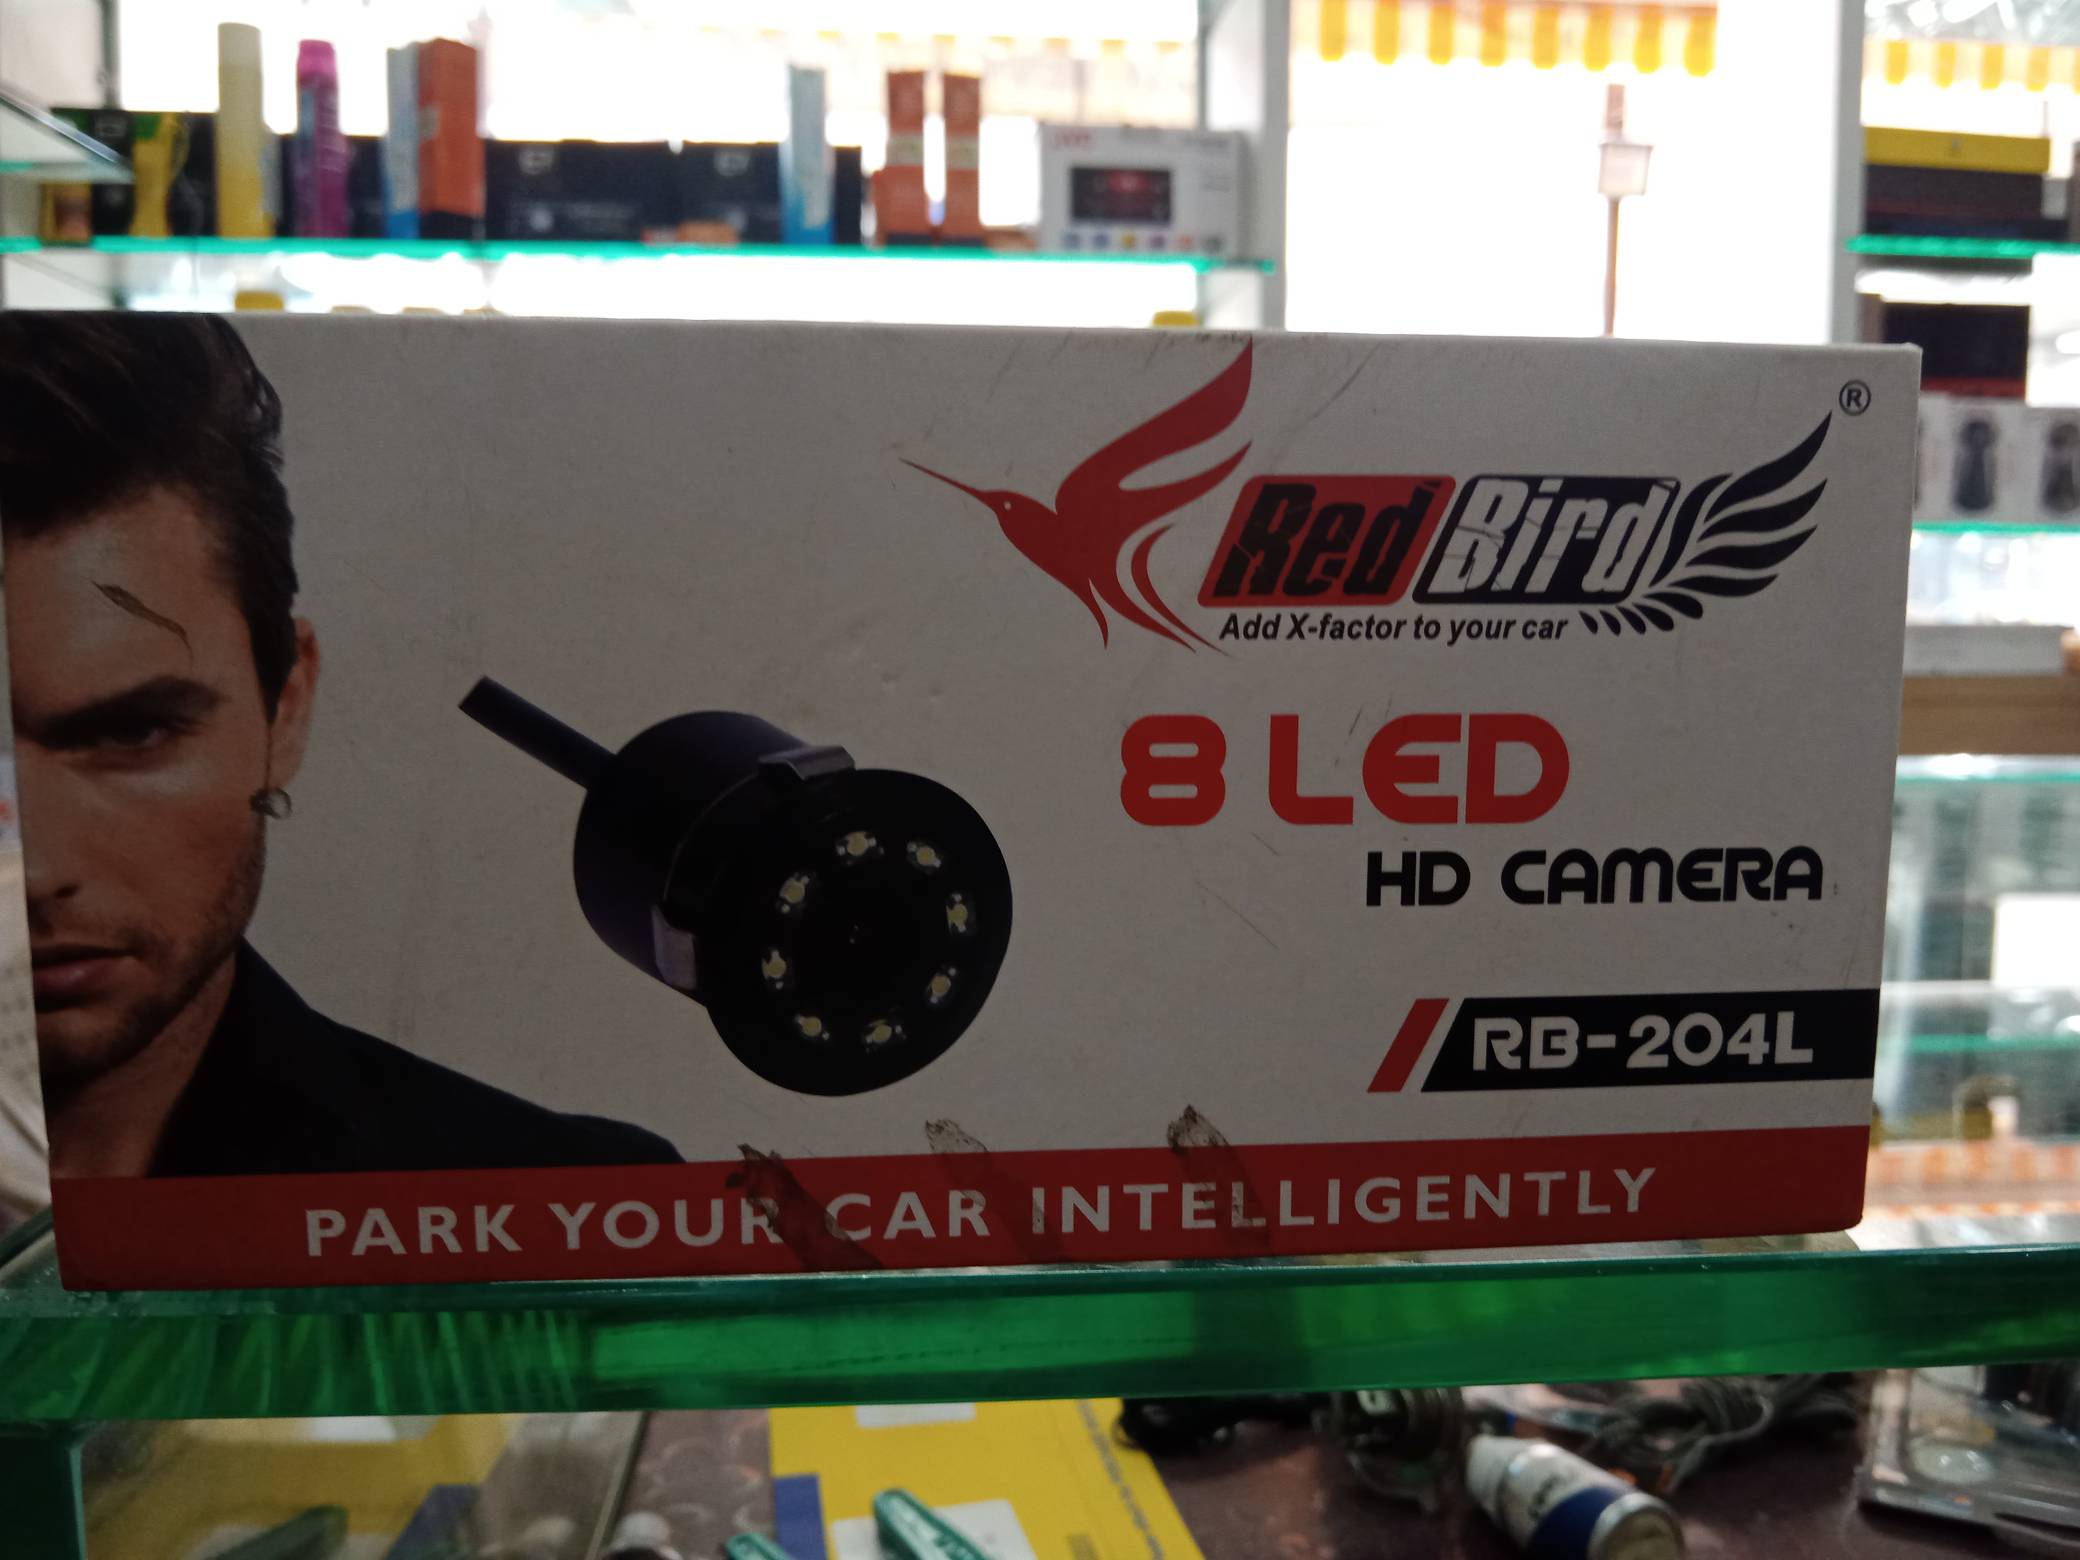 ®
Red Bird
Add X-factor to your car
8 LED
HD CAMERA
RB-204L
PARK YOUR CAR INTELLIGENTLY